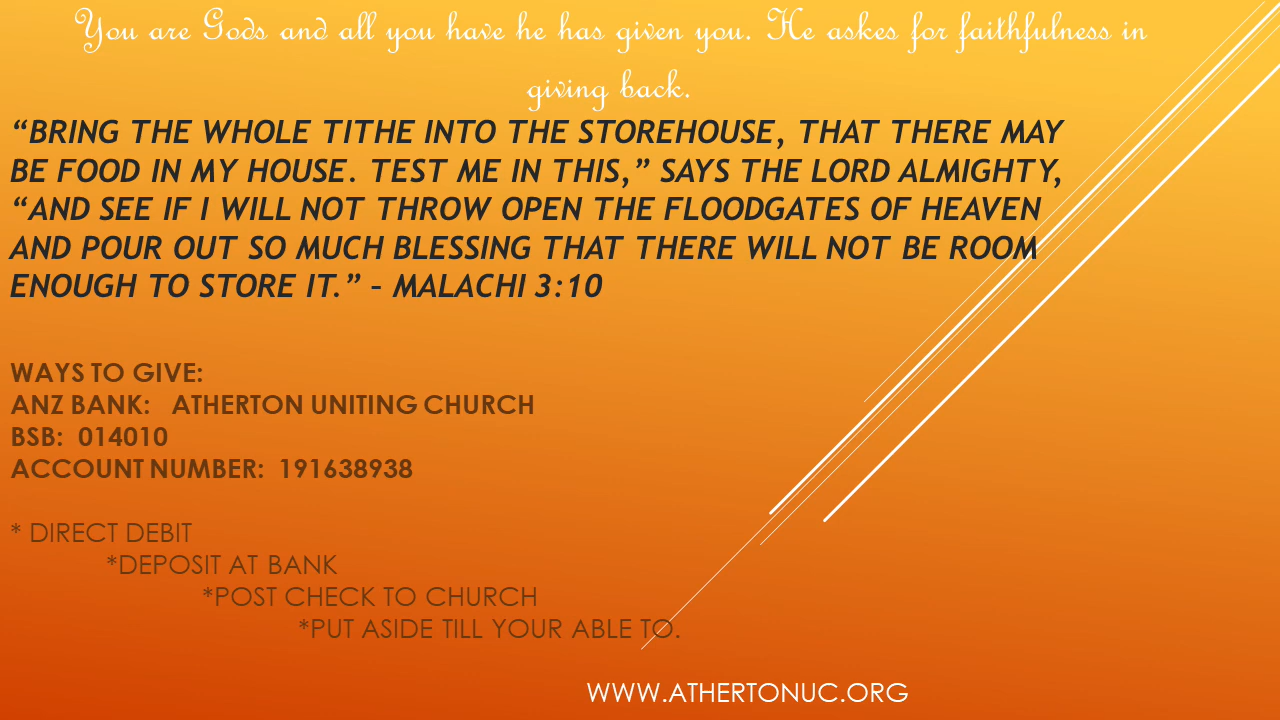 You are Gods and all you have he has given you. He askes for faithfulness in
giving back.
“BRING THE WHOLE TITHE INTO THE STOREHOUSE, THAT THERE MAY
BE FOOD IN MY HOUSE. TEST ME IN THIS,” SAYS THE LORD ALMIGHTY,
“AND SEE IF I WILL NOT THROW OPEN THE FLOODGATES OF HEAVEN
AND POUR OUT SO MUCH BLESSING THAT THERE WILL NOT BE ROOM
ENOUGH TO STORE IT.” – MALACHI 3:10
WAYS TO GIVE:
ANZ BANK: ATHERTON UNITING CHURCH
BSB: 014010
ACCOUNT NUMBER: 191638938
* DIRECT DEBIT
*DEPOSIT AT BANK
*POST CHECK TO CHURCH
*PUT ASIDE TILL YOUR ABLE TO.
WWW.ATHERTONUC.ORG